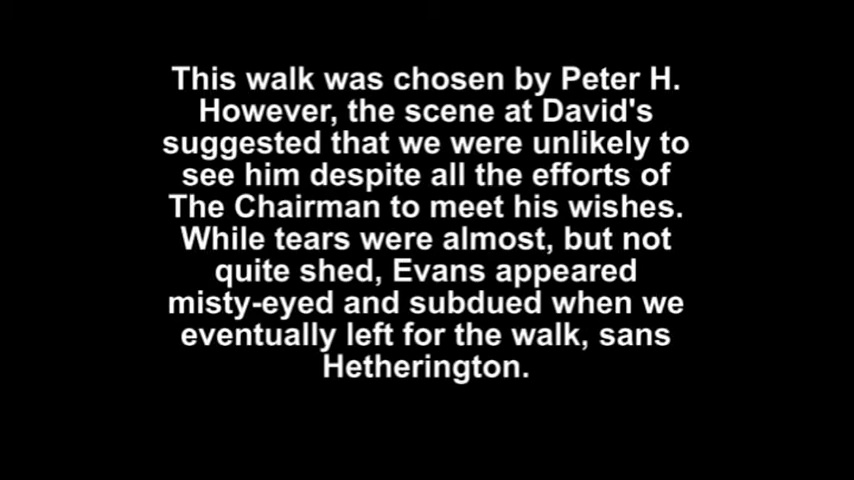 This walk was chosen by Peter H.
However, the scene at David's
suggested that we were unlikely to
see him despite all the efforts of
The Chairman to meet his wishes.
While tears were almost, but not
quite shed, Evans appeared
misty-eyed and subdued when we
eventually left for the walk, sans
Hetherington.